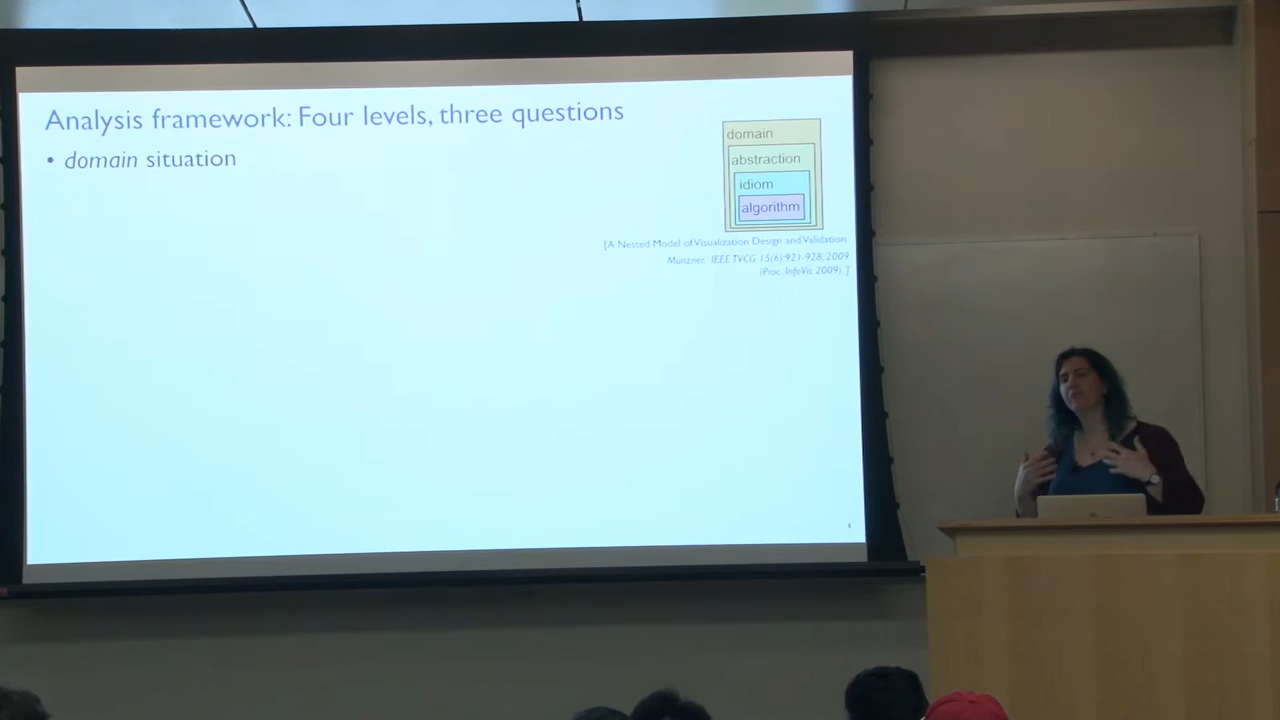 Analysis framework: Four levels, three questions
• domain situation
domain
abstraction
idiom
algorithm
[A Nested Model of Visualization Design and Validation.
Munzner. IEEE TVCG 15(6):921-928, 2009
(Proc. InfoVis 2009). ]